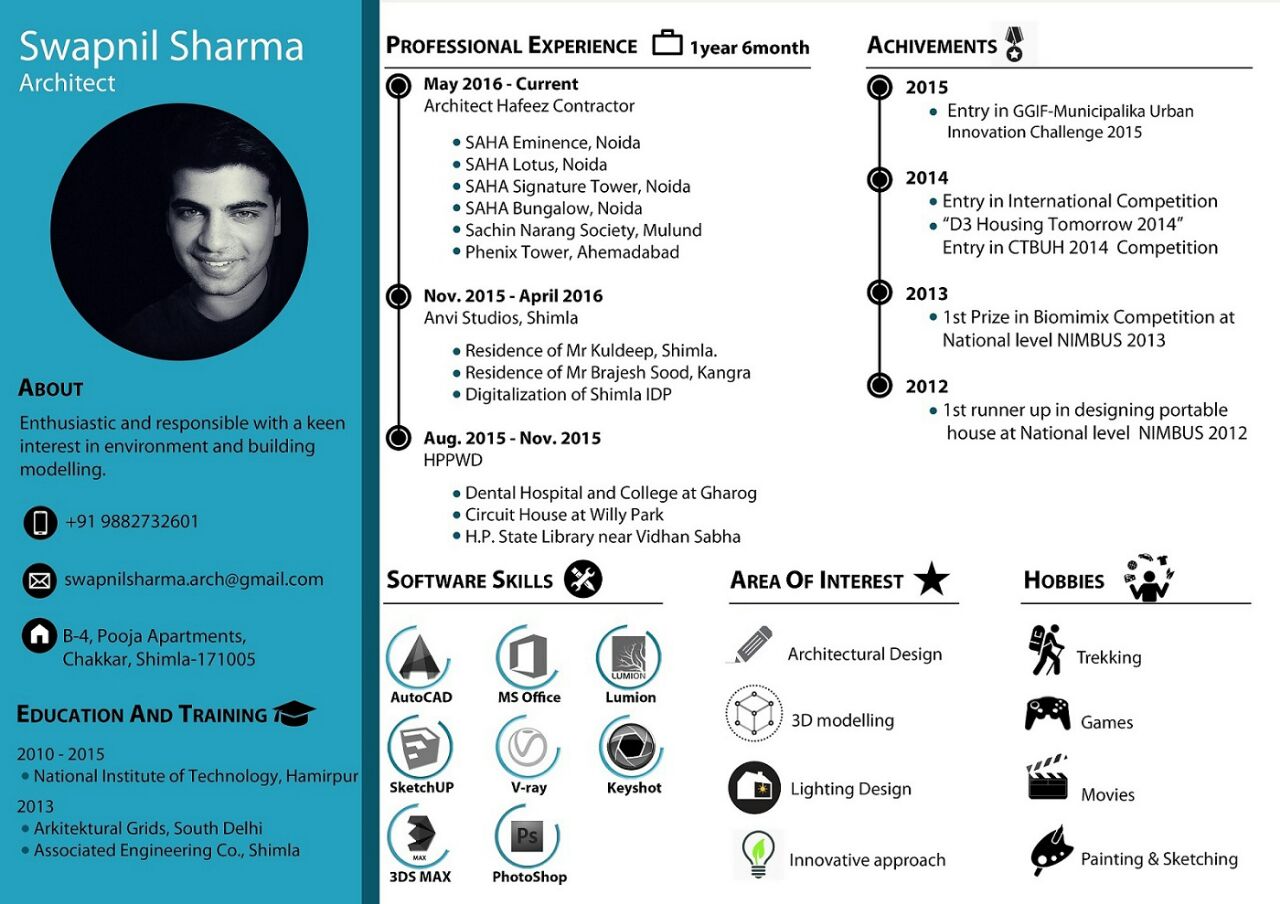 Swapnil Sharma
Architect
ABOUT
Enthusiastic and responsible with a keen
interest in environment and building
modelling.
+91 9882732601
swapnilsharma.arch@gmail.com
B-4, Pooja Apartments,
Chakkar, Shimla-171005
EDUCATION AND TRAINING
2010 - 2015
• National Institute of Technology, Hamirpur
2013
• Arkitektural Grids, South Delhi
• Associated Engineering Co., Shimla
PROFESSIONAL EXPERIENCE 1year 6month
May 2016 - Current
Architect Hafeez Contractor
• SAHA Eminence, Noida
• SAHA Lotus, Noida
• SAHA Signature Tower, Noida
• SAHA Bungalow, Noida
• Sachin Narang Society, Mulund
• Phenix Tower, Ahemadabad
Nov. 2015 - April 2016
Anvi Studios, Shimla
• Residence of Mr Kuldeep, Shimla.
• Residence of Mr Brajesh Sood, Kangra
• Digitalization of Shimla IDP
Aug. 2015 - Nov. 2015
HPPWD
• Dental Hospital and College at Gharog
• Circuit House at Willy Park
• H.P. State Library near Vidhan Sabha
ACHIVEMENTS
2015
• Entry in GGIF-Municipalika Urban
Innovation Challenge 2015
2014
• Entry in International Competition
• “D3 Housing Tomorrow 2014”
Entry in CTBUH 2014 Competition
2013
• 1st Prize in Biomimix Competition at
National level NIMBUS 2013
2012
• 1st runner up in designing portable
house at National level NIMBUS 2012
SOFTWARE SKILLS
AutoCAD
MS Office
LUMION
Lumion
SketchUP
V-ray
Keyshot
MAX
3DS MAX
Ps
PhotoShop
AREA OF INTEREST
Architectural Design
3D modelling
Lighting Design
Innovative approach
HOBBIES
Trekking
Games
Movies
Painting & Sketching